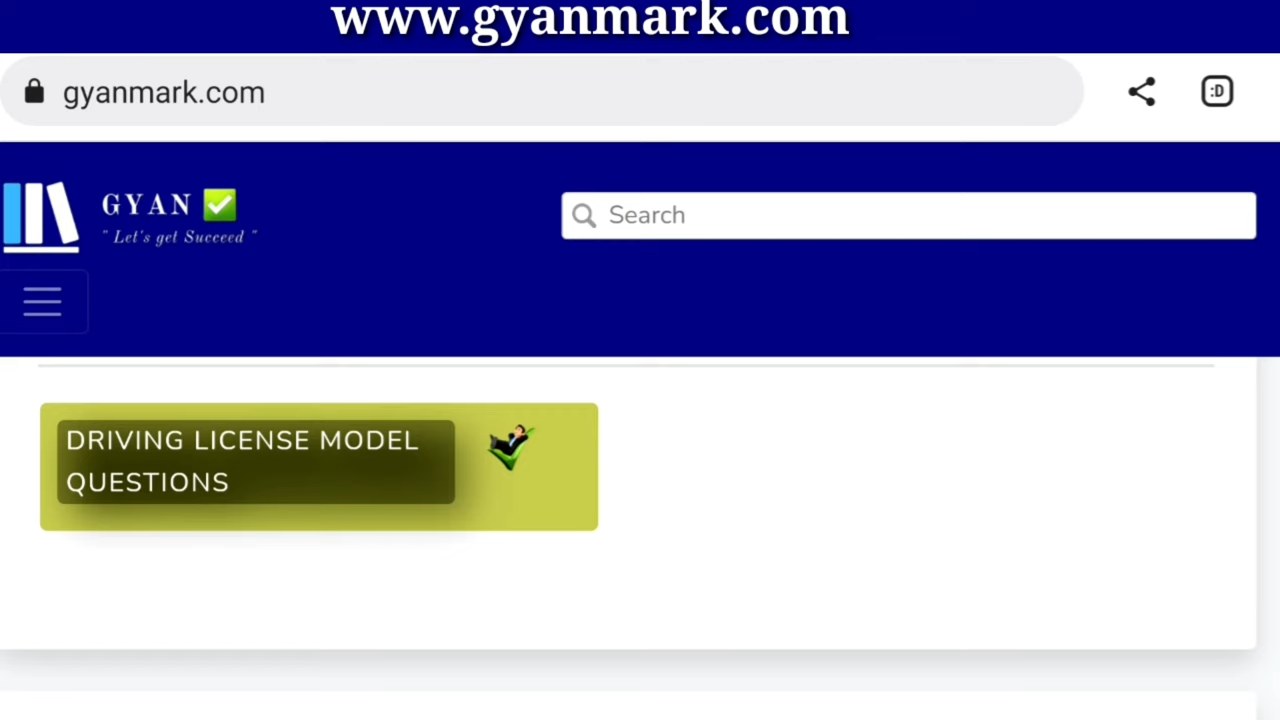 www.gyanmark.com
gyanmark.com
:D
GYAN ✅
" Let's get Succeed "
Search
DRIVING LICENSE MODEL
QUESTIONS